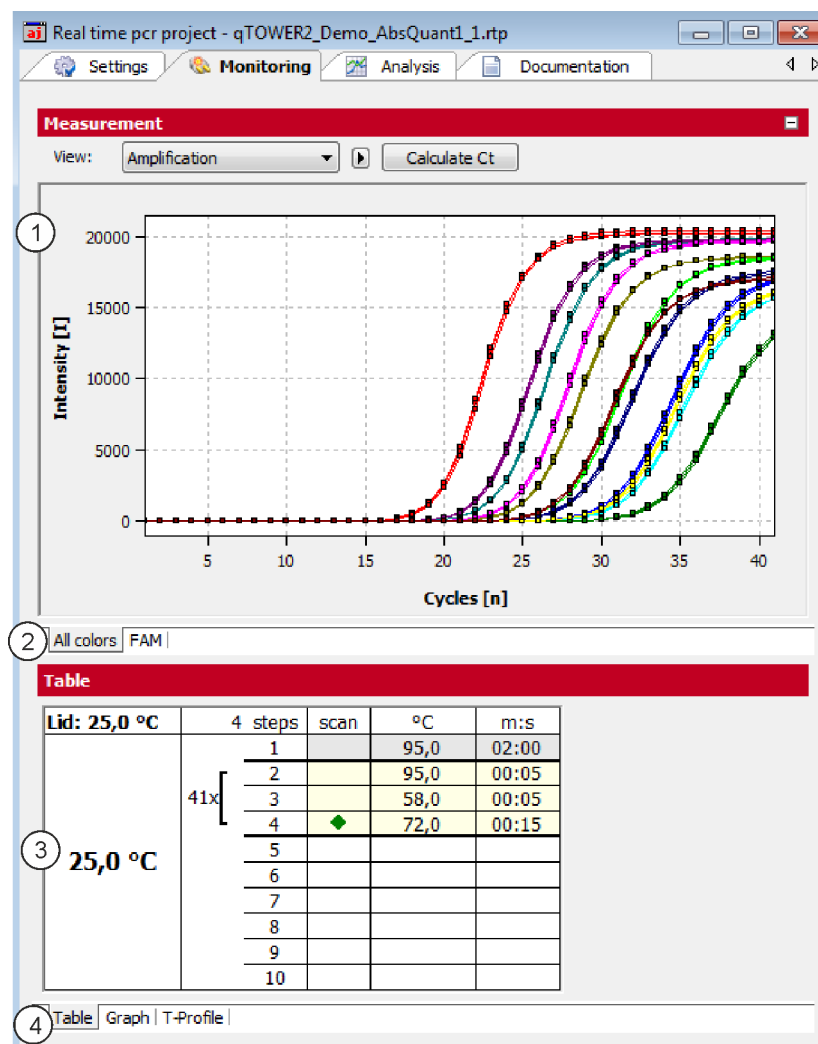 aj Real time pcr project - qTOWER2_Demo_AbsQuant1_1.rtp
Settings Monitoring Analysis Documentation
Measurement
View: Amplification Calculate Ct
1
20000
15000
10000
5000
0
Intensity [I]
5 10 15 20 25 30 35 40
Cycles [n]
2 All colors FAM
Table
Lid: 25,0 °C 4 steps scan °C m:s
1 95,0 02:00
2 95,0 00:05
41x 3 58,0 00:05
4 72,0 00:15
3 25,0 °C 5
6
7
8
9
10
4 Table Graph T-Profile